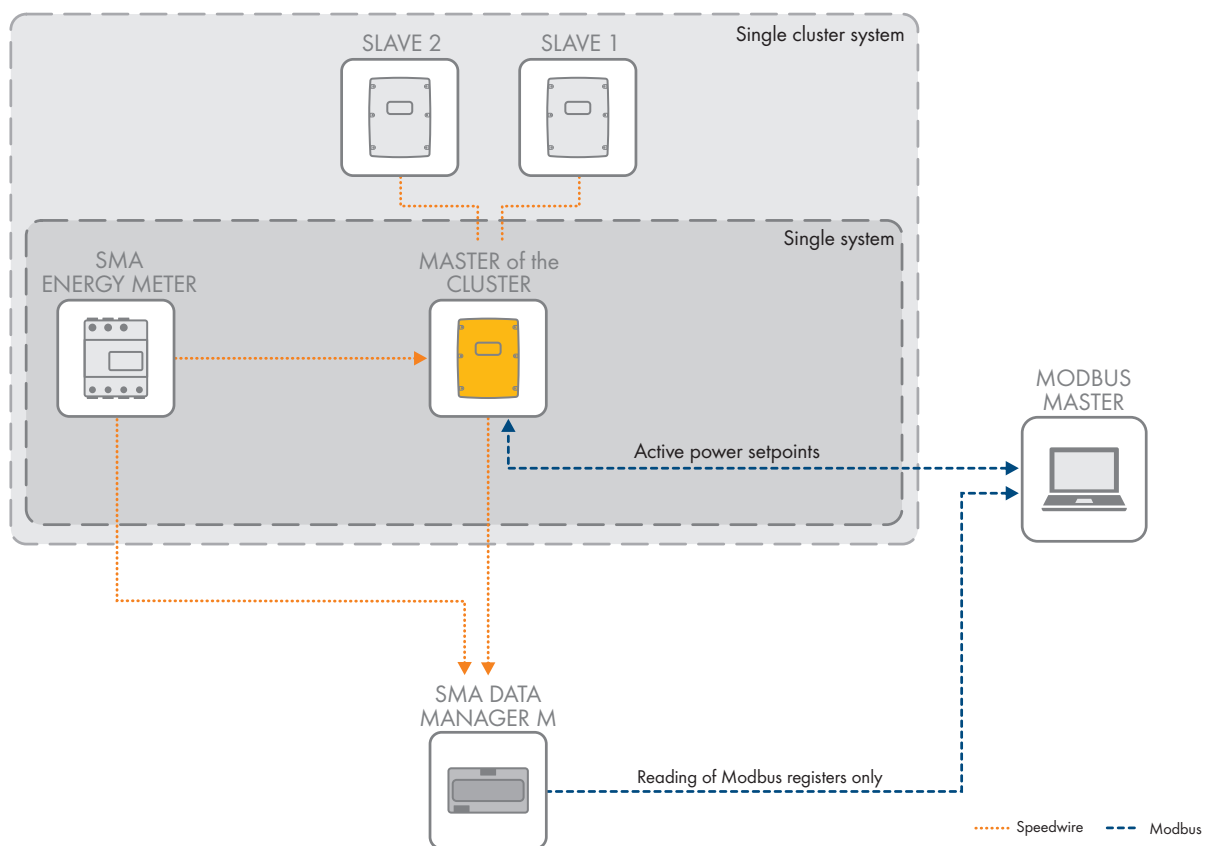 Single cluster system
SLAVE 2
SLAVE 1
Single system
SMA
ENERGY METER
MASTER of the
CLUSTER
MODBUS
MASTER
Active power setpoints
SMA DATA
MANAGER M
Reading of Modbus registers only
Speedwire
Modbus